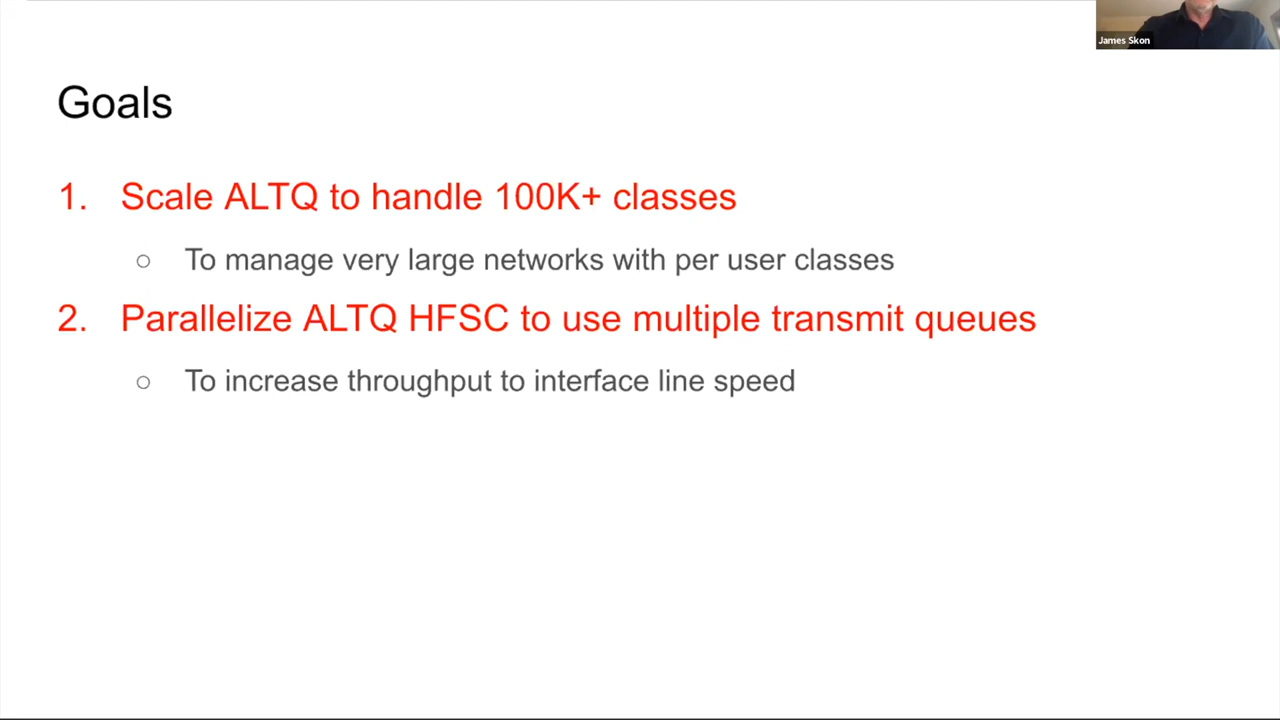 James Skon
Goals
1. Scale ALTQ to handle 100K+ classes
○ To manage very large networks with per user classes
2. Parallelize ALTQ HFSC to use multiple transmit queues
○ To increase throughput to interface line speed